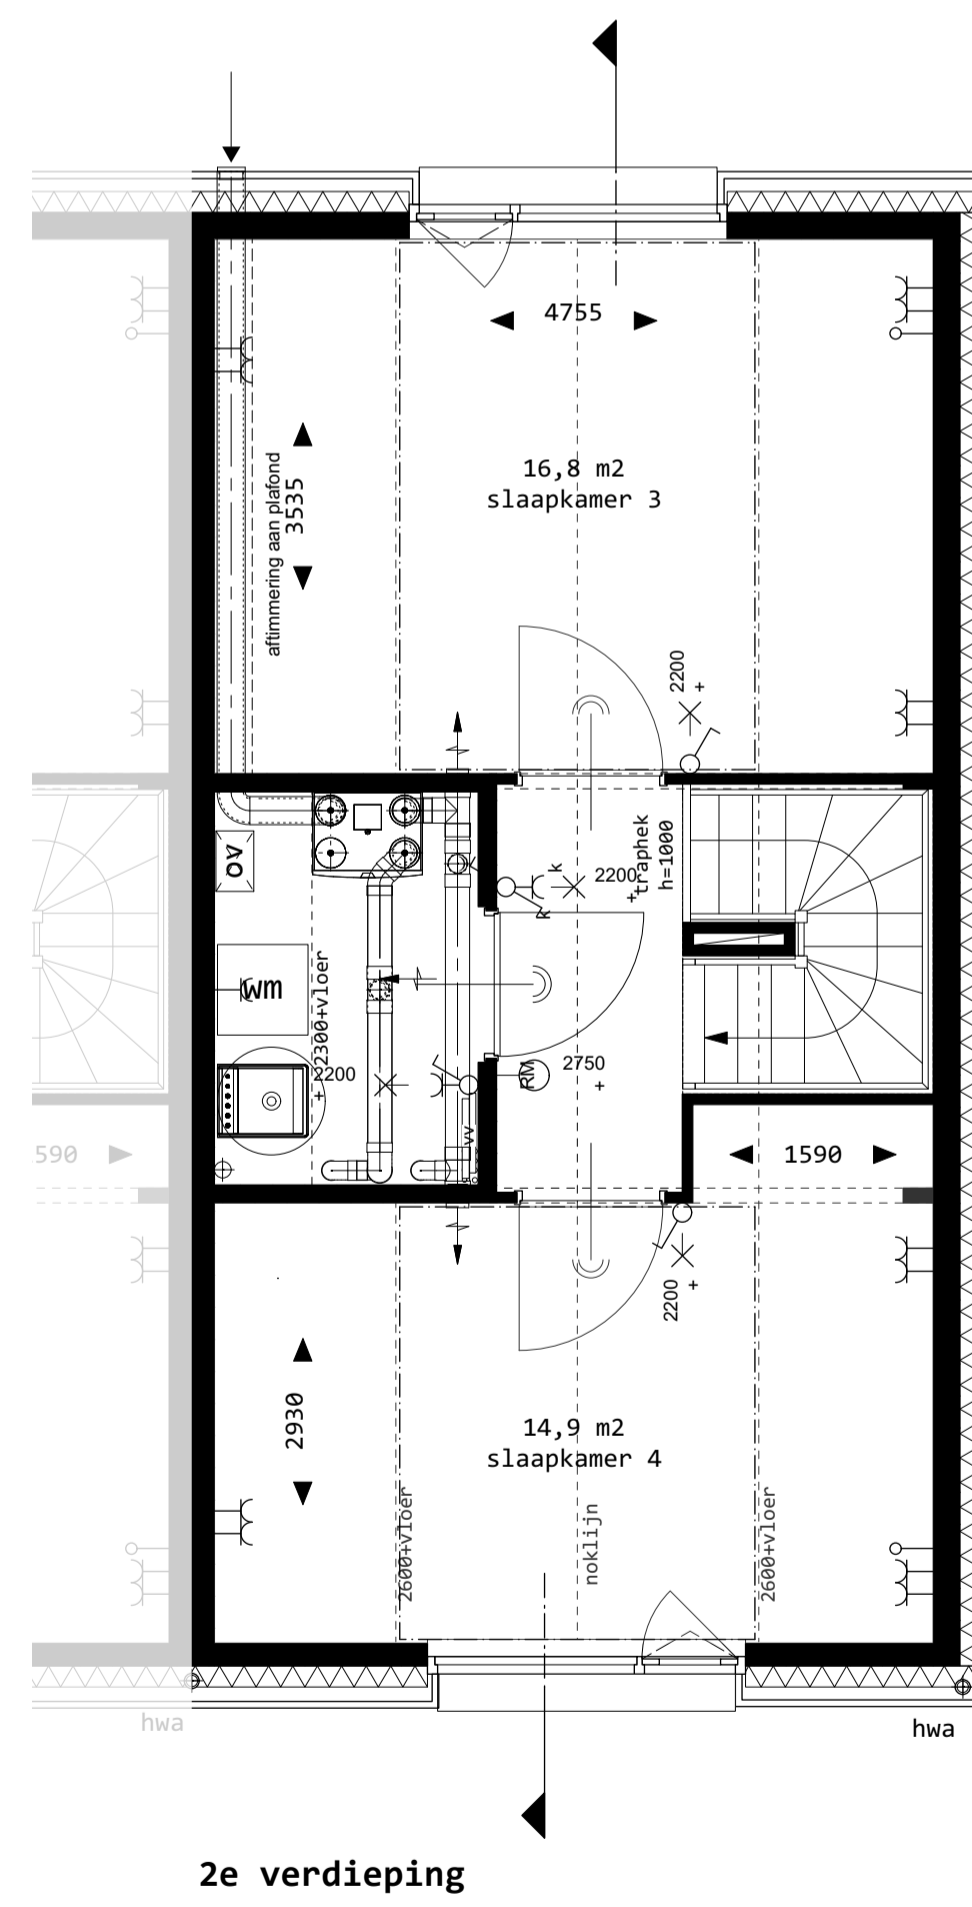 4755
16,8 m2
slaapkamer 3
3535
aftimmering aan plafond
2200
+
traphek
h=1000
k
2200
+
k
OV
wm
2300+vloer
2200
+
RM
2750
+
vv
590
1590
2200
+
2930
14,9 m2
slaapkamer 4
2600+vloer
noklijn
2600+vloer
hwa
hwa
2e verdieping